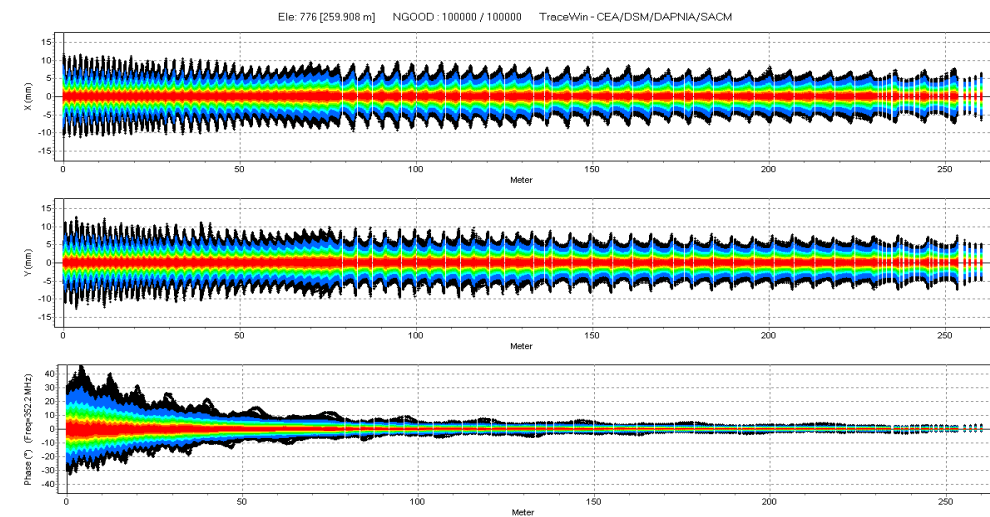 Ele: 776 [259.908 m] NGOOD : 100000 / 100000 TraceWin - CEA/DSM/DAPNIA/SACM
X (mm)
15
10
5
0
-5
-10
-15
0 50 100 150 200 250
Meter
Y (mm)
15
10
5
0
-5
-10
-15
0 50 100 150 200 250
Meter
Phase (°) (Freq=352.2 MHz)
40
30
20
10
0
-10
-20
-30
-40
0 50 100 150 200 250
Meter